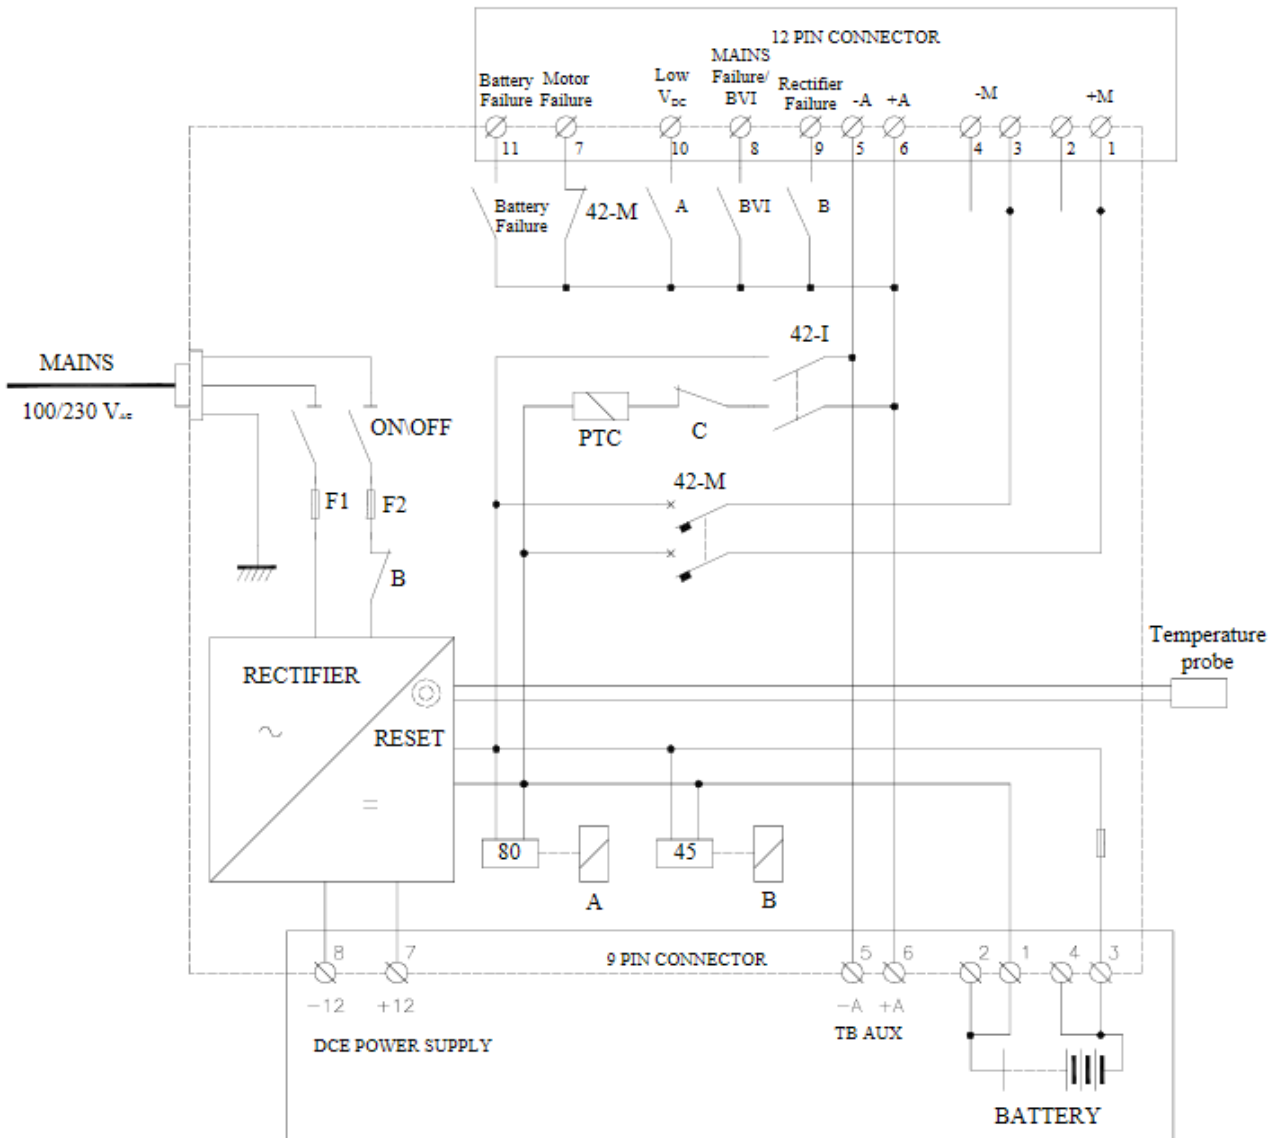 12 PIN CONNECTOR
Battery
Failure
Motor
Failure
Low
VDC
MAINS
Failure/
BVI
Rectifier
Failure
-A
+A
-M
+M
11
7
10
8
9
5
6
4
3
2
1
Battery
Failure
42-M
A
BVI
B
42-I
MAINS
100/230 V
ON\OFF
PTC
C
42-M
F1
F2
B
Temperature
probe
RECTIFIER
RESET
80
45
A
B
9 PIN CONNECTOR
8
7
5
6
2
1
4
3
-12
+12
-A
+A
DCE POWER SUPPLY
TB AUX
BATTERY